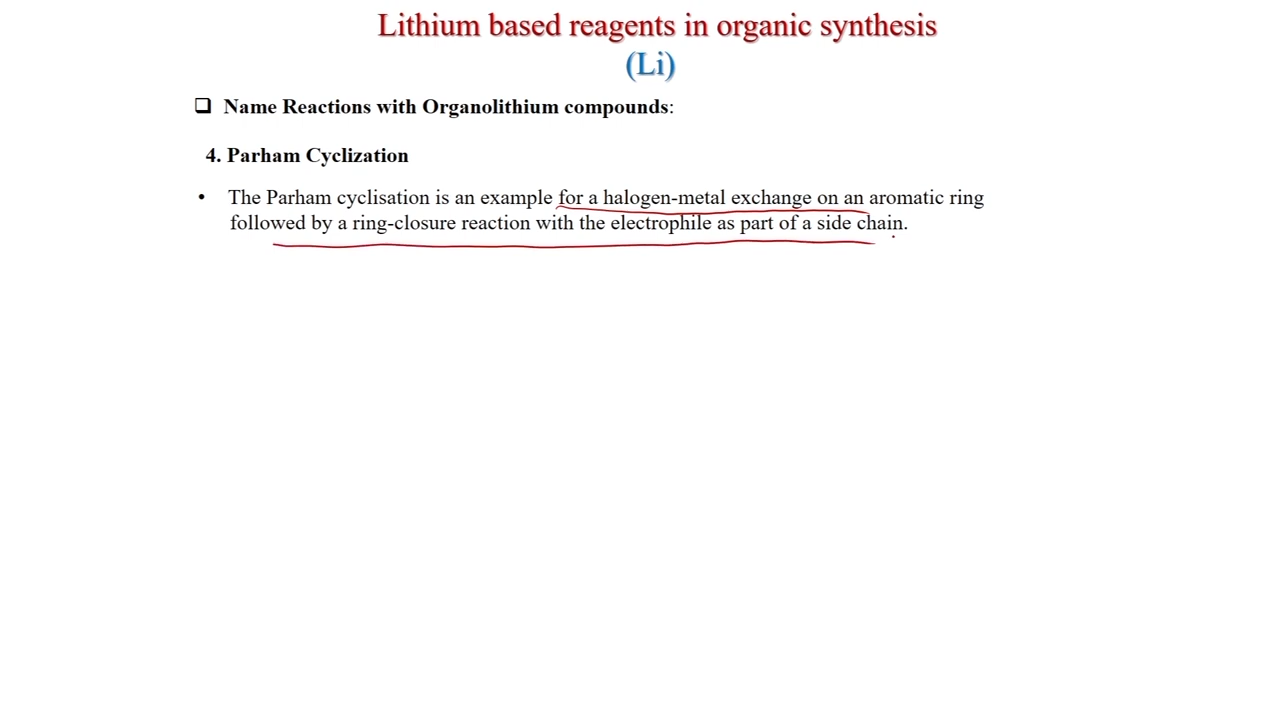 Lithium based reagents in organic synthesis
(Li)
❑ Name Reactions with Organolithium compounds:
4. Parham Cyclization
• The Parham cyclisation is an example for a halogen-metal exchange on an aromatic ring
followed by a ring-closure reaction with the electrophile as part of a side chain.